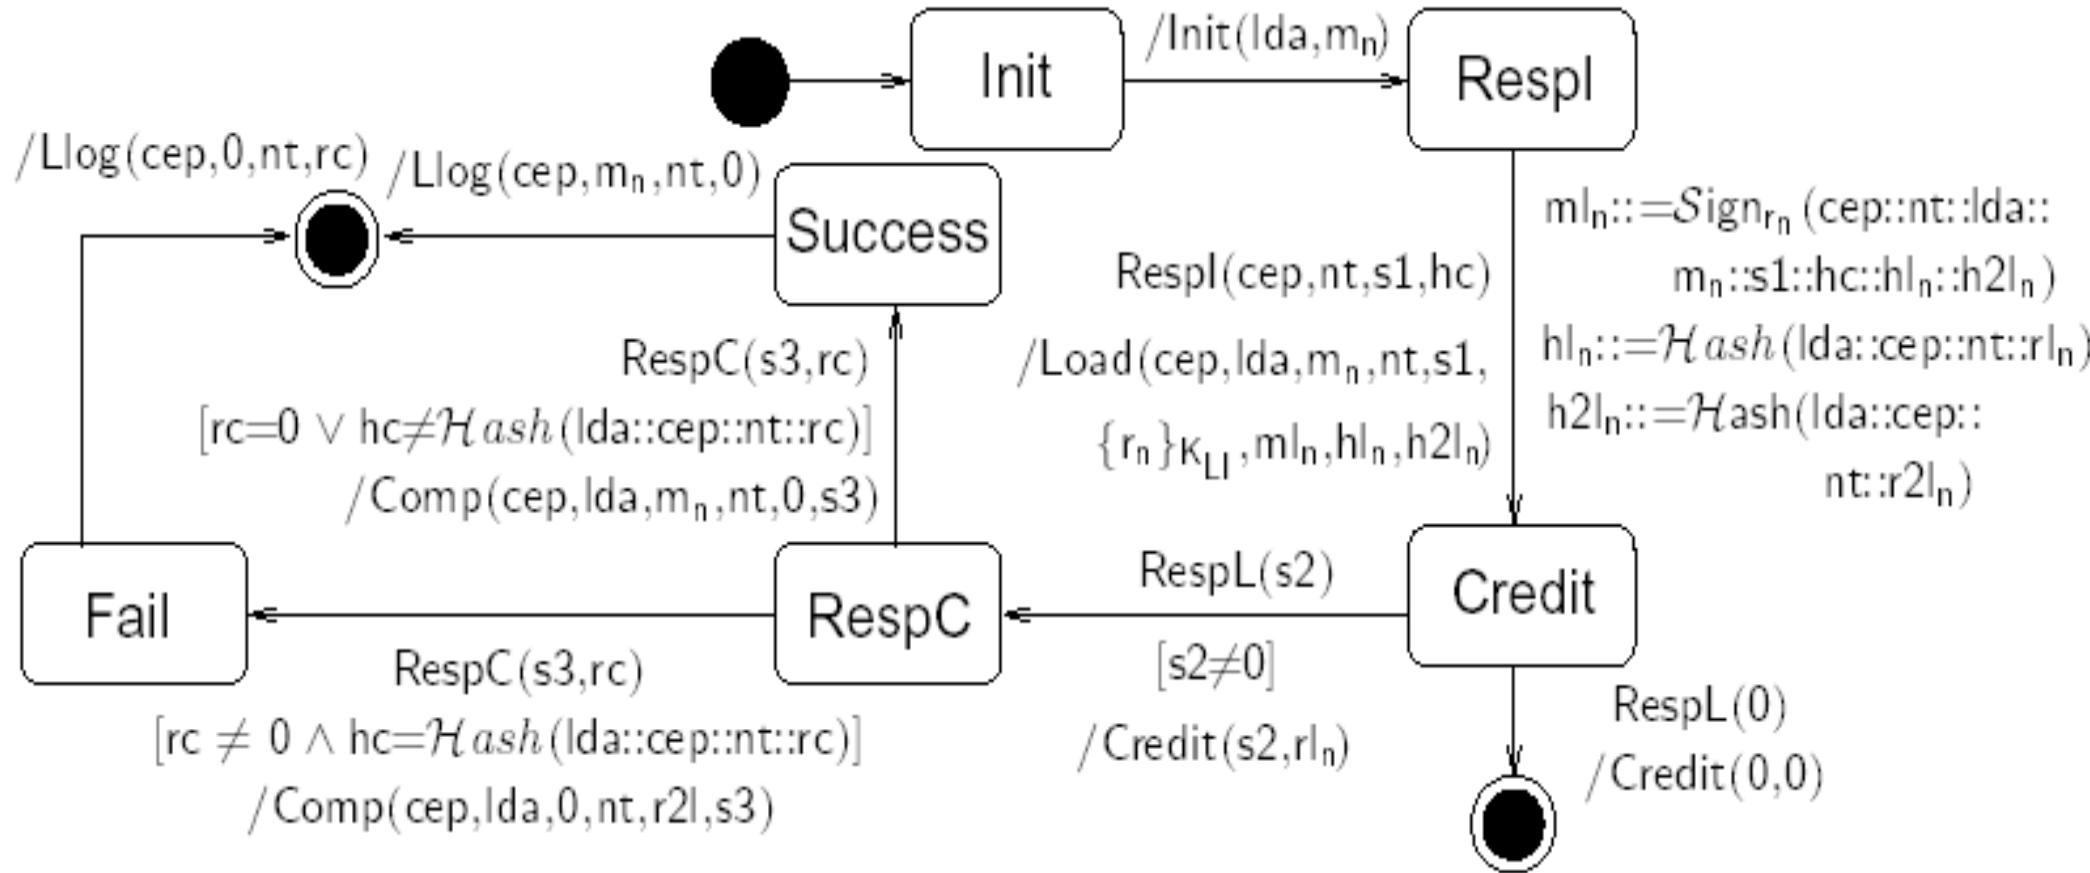 Init
/Init(lda,mₙ)
RespI
/Llog(cep,0,nt,rc)
/Llog(cep,mₙ,nt,0)
Success
mlₙ::=𝒮ignᵣₙ(cep::nt::lda::
mₙ::s1::hc::hlₙ::h2lₙ)
hlₙ::=ℋash(lda::cep::nt::rlₙ)
h2lₙ::=ℋash(lda::cep::
nt::r2lₙ)
RespI(cep,nt,s1,hc)
/Load(cep,lda,mₙ,nt,s1,
{rₙ}K_LI,mlₙ,hlₙ,h2lₙ)
RespC(s3,rc)
[rc=0 ∨ hc≠ℋash(lda::cep::nt::rc)]
/Comp(cep,lda,mₙ,nt,0,s3)
Fail
RespC
Credit
RespL(s2)
[s2≠0]
/Credit(s2,rlₙ)
RespC(s3,rc)
[rc ≠ 0 ∧ hc=ℋash(lda::cep::nt::rc)]
/Comp(cep,lda,0,nt,r2l,s3)
RespL(0)
/Credit(0,0)